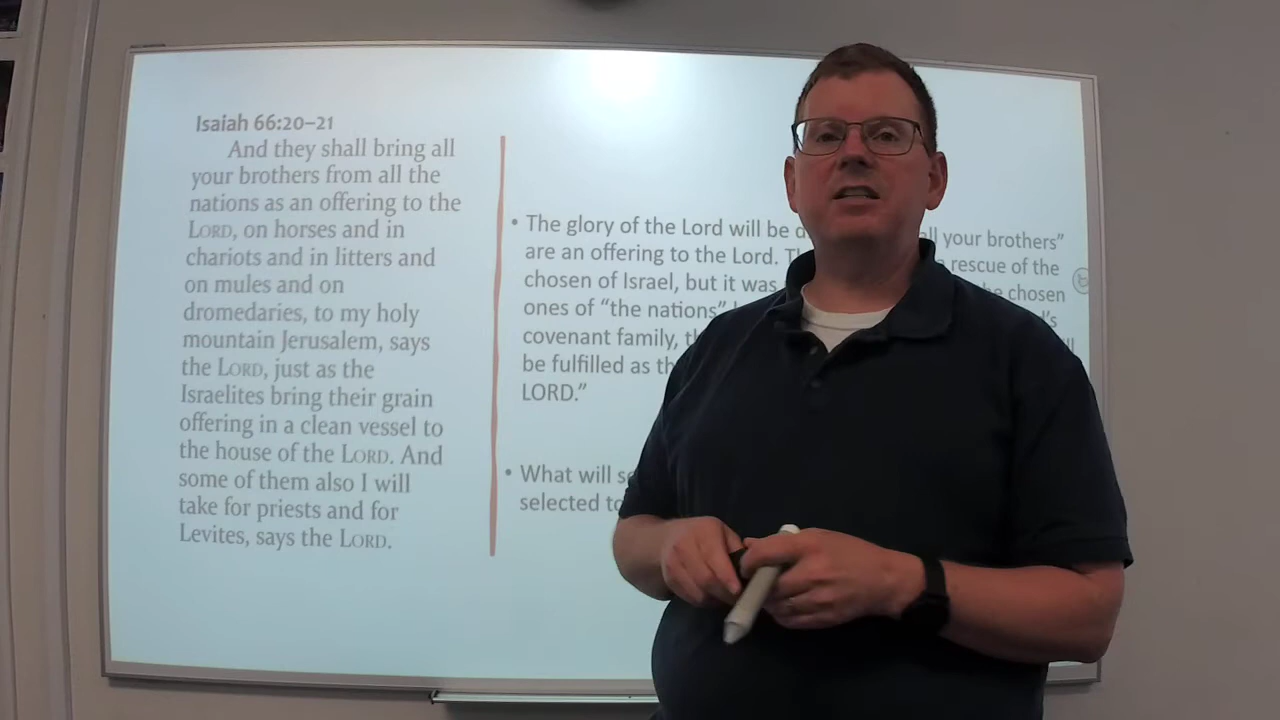 Isaiah 66:20–21
And they shall bring all
your brothers from all the
nations as an offering to the
LORD, on horses and in
chariots and in litters and
on mules and on
dromedaries, to my holy
mountain Jerusalem, says
the LORD, just as the
Israelites bring their grain
offering in a clean vessel to
the house of the LORD. And
some of them also I will
take for priests and for
Levites, says the LORD.
• The glory of the Lord will be all your brothers”
are an offering to the Lord. rescue of the
chosen of Israel, but it was chosen
ones of “the nations”
covenant family,
be fulfilled as
LORD.”
• What will
selected